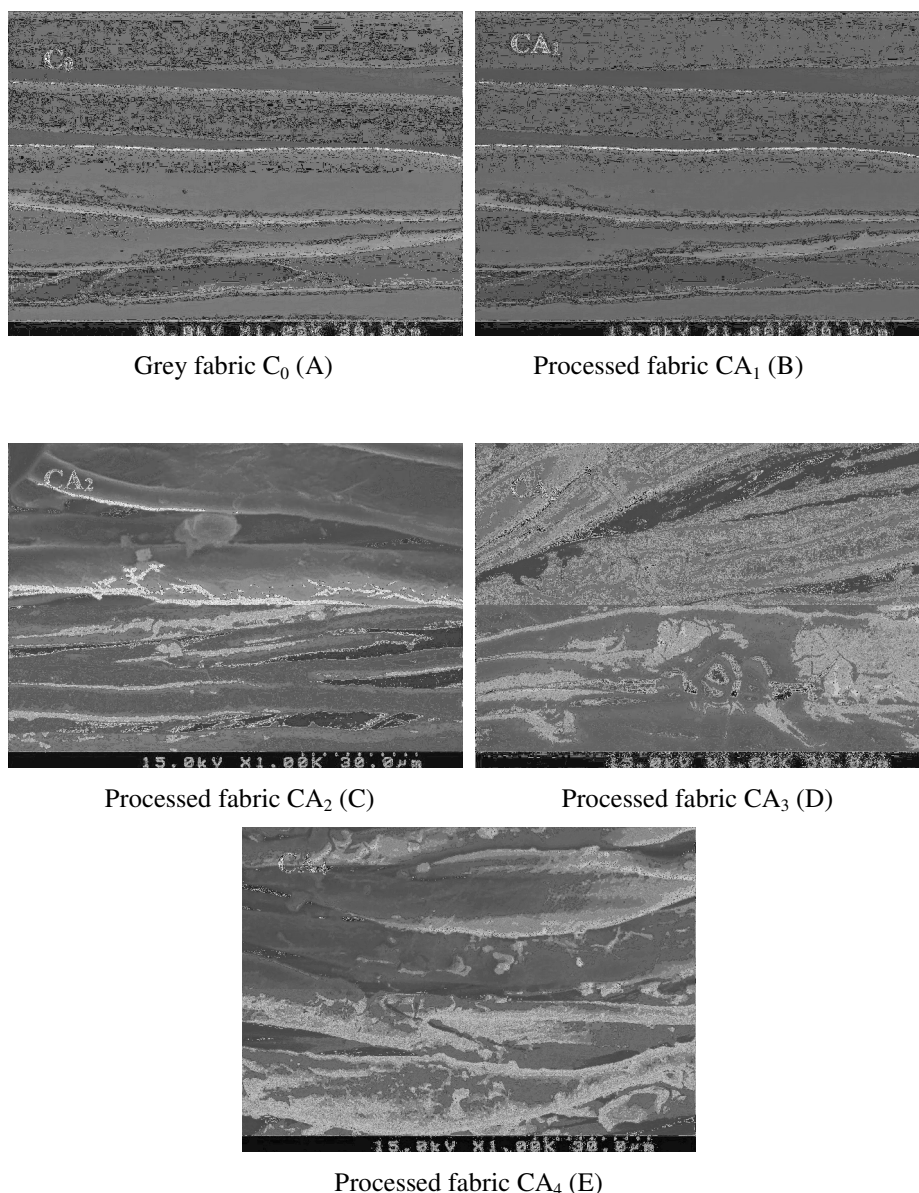 C₀
CA₁
Grey fabric C₀ (A)
Processed fabric CA₁ (B)
CA₂
15.0kV X1.00K 30.0μm
Processed fabric CA₂ (C)
Processed fabric CA₃ (D)
15.0kV X1.00K 30.0μm
Processed fabric CA₄ (E)